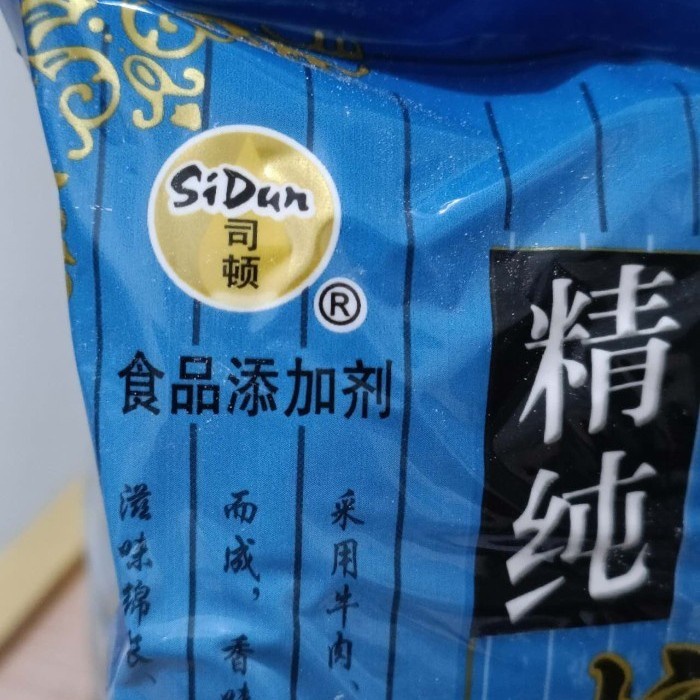 SiDun
司
顿
®
食品添加剂
精纯
采用牛肉、
而成，香味
滋味绵长、